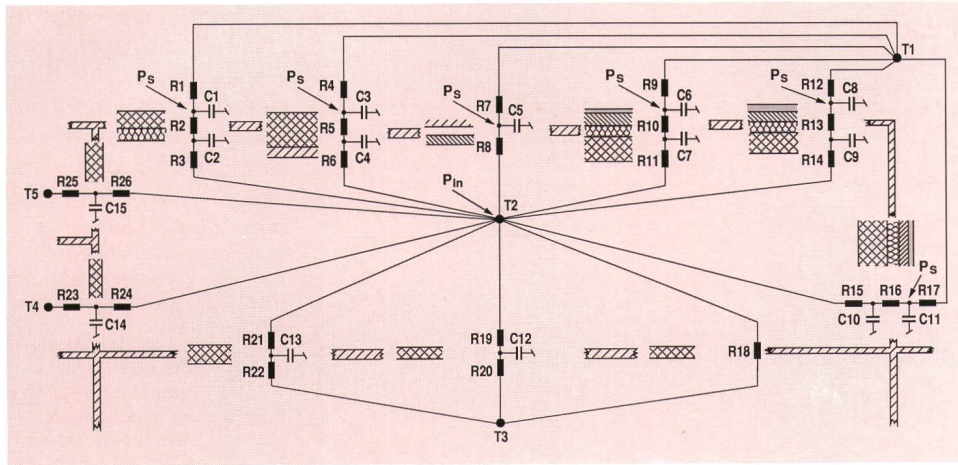 T1
R1
R4
R7
R9
R12
PS
PS
PS
PS
PS
C1
C3
C5
C6
C8
R2
R5
R8
R10
R13
C2
C4
C7
C9
R3
R6
R11
R14
PIn
T2
T5
R25
R26
C15
T4
R23
R24
C14
PS
R15
R16
R17
C10
C11
R21
C13
R22
R19
C12
R20
R18
T3